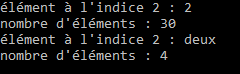 élément à l'indice 2 : 2
nombre d'éléments : 30
élément à l'indice 2 : deux
nombre d'éléments : 4